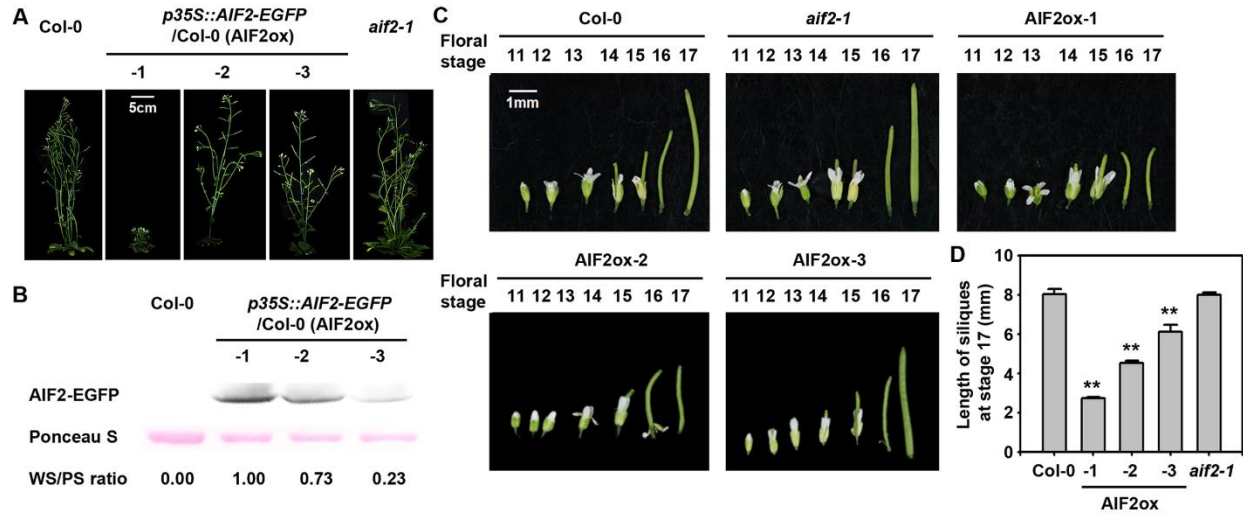 A
Col-0
p35S::AIF2-EGFP
/Col-0 (AIF2ox)
aif2-1
-1 -2 -3
5cm
B
Col-0
p35S::AIF2-EGFP
/Col-0 (AIF2ox)
-1 -2 -3
AIF2-EGFP
Ponceau S
WS/PS ratio 0.00 1.00 0.73 0.23
C
Col-0 aif2-1 AIF2ox-1
Floral
stage
11 12 13 14 15 16 17 11 12 13 14 15 16 17 11 12 13 14 15 16 17
1mm
AIF2ox-2 AIF2ox-3
Floral
stage
11 12 13 14 15 16 17 11 12 13 14 15 16 17
D
Length of siliques
at stage 17 (mm)
10
8
6
4
2
0
** ** **
Col-0 -1 -2 -3 aif2-1
AIF2ox